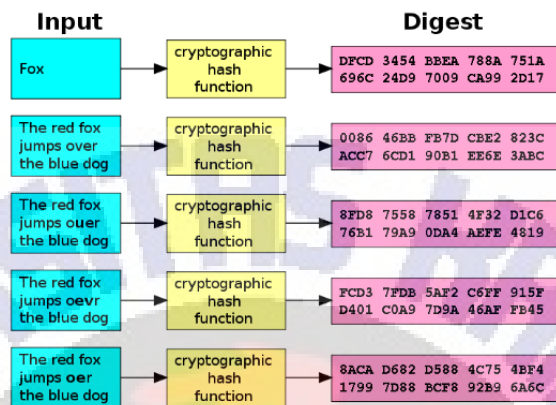 Input
Digest
Fox
cryptographic
hash
function
DFCD 3454 BBEA 788A 751A
696C 24D9 7009 CA99 2D17
The red fox
jumps over
the blue dog
cryptographic
hash
function
0086 46BB FB7D CBE2 823C
ACC7 6CD1 90B1 EE6E 3ABC
The red fox
jumps ouer
the blue dog
cryptographic
hash
function
8FD8 7558 7851 4F32 D1C6
76B1 79A9 0DA4 AEFE 4819
The red fox
jumps oevr
the blue dog
cryptographic
hash
function
FCD3 7FDB 5AF2 C6FF 915F
D401 C0A9 7D9A 46AF FB45
The red fox
jumps oer
the blue dog
cryptographic
hash
function
8ACA D682 D588 4C75 4BF4
1799 7D88 BCF8 92B9 6A6C